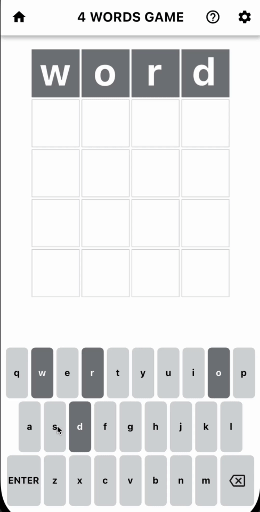 4 WORDS GAME
w o r d
q w e r t y u i o p
a s d f g h j k l
ENTER z x c v b n m